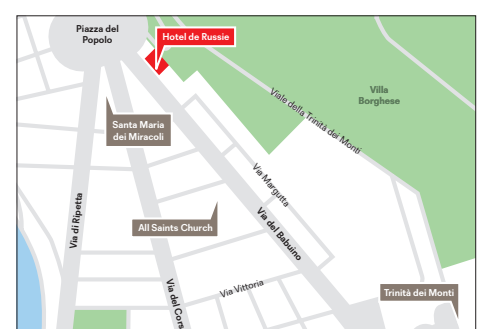 Piazza del
Popolo
Hotel de Russie
Villa
Borghese
Viale della Trinità dei Monti
Santa Maria
dei Miracoli
Via Margutta
Via di Ripetta
All Saints Church
Via del Babuino
Via del Cors
Via Vittoria
Trinità dei Monti